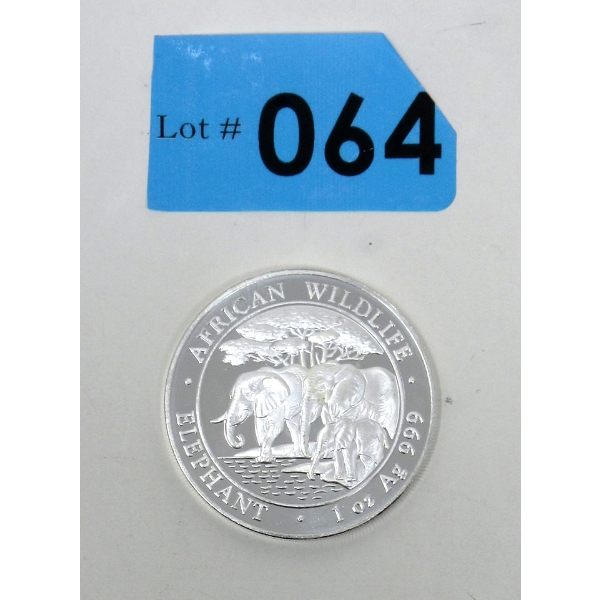 Lot # 064
AFRICAN WILDLIFE
ELEPHANT • 1 oz Ag 999